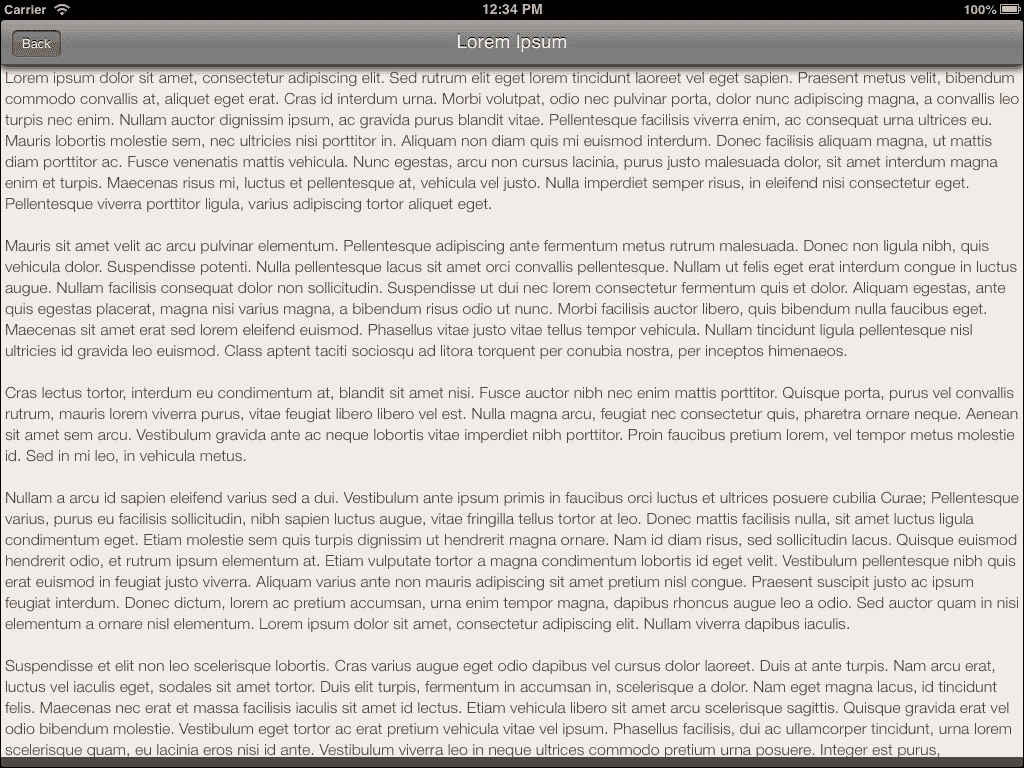 Carrier 12:34 PM 100%
Back Lorem Ipsum
Lorem ipsum dolor sit amet, consectetur adipiscing elit. Sed rutrum elit eget lorem tincidunt laoreet vel eget sapien. Praesent metus velit, bibendum
commodo convallis at, aliquet eget erat. Cras id interdum urna. Morbi volutpat, odio nec pulvinar porta, dolor nunc adipiscing magna, a convallis leo
turpis nec enim. Nullam auctor dignissim ipsum, ac gravida purus blandit vitae. Pellentesque facilisis viverra enim, ac consequat urna ultrices eu.
Mauris lobortis molestie sem, nec ultricies nisi porttitor in. Aliquam non diam quis mi euismod interdum. Donec facilisis aliquam magna, ut mattis
diam porttitor ac. Fusce venenatis mattis vehicula. Nunc egestas, arcu non cursus lacinia, purus justo malesuada dolor, sit amet interdum magna
enim et turpis. Maecenas risus mi, luctus et pellentesque at, vehicula vel justo. Nulla imperdiet semper risus, in eleifend nisi consectetur eget.
Pellentesque viverra porttitor ligula, varius adipiscing tortor aliquet eget.
Mauris sit amet velit ac arcu pulvinar elementum. Pellentesque adipiscing ante fermentum metus rutrum malesuada. Donec non ligula nibh, quis
vehicula dolor. Suspendisse potenti. Nulla pellentesque lacus sit amet orci convallis pellentesque. Nullam ut felis eget erat interdum congue in luctus
augue. Nullam facilisis consequat dolor non sollicitudin. Suspendisse ut dui nec lorem consectetur fermentum quis et dolor. Aliquam egestas, ante
quis egestas placerat, magna nisi varius magna, a bibendum risus odio ut nunc. Morbi facilisis auctor libero, quis bibendum nulla faucibus eget.
Maecenas sit amet erat sed lorem eleifend euismod. Phasellus vitae justo vitae tellus tempor vehicula. Nullam tincidunt ligula pellentesque nisl
ultricies id gravida leo euismod. Class aptent taciti sociosqu ad litora torquent per conubia nostra, per inceptos himenaeos.
Cras lectus tortor, interdum eu condimentum at, blandit sit amet nisi. Fusce auctor nibh nec enim mattis porttitor. Quisque porta, purus vel convallis
rutrum, mauris lorem viverra purus, vitae feugiat libero libero vel est. Nulla magna arcu, feugiat nec consectetur quis, pharetra ornare neque. Aenean
sit amet sem arcu. Vestibulum gravida ante ac neque lobortis vitae imperdiet nibh porttitor. Proin faucibus pretium lorem, vel tempor metus molestie
id. Sed in mi leo, in vehicula metus.
Nullam a arcu id sapien eleifend varius sed a dui. Vestibulum ante ipsum primis in faucibus orci luctus et ultrices posuere cubilia Curae; Pellentesque
varius, purus eu facilisis sollicitudin, nibh sapien luctus augue, vitae fringilla tellus tortor at leo. Donec mattis facilisis nulla, sit amet luctus ligula
condimentum eget. Etiam molestie sem quis turpis dignissim ut hendrerit magna ornare. Nam id diam risus, sed sollicitudin lacus. Quisque euismod
hendrerit odio, et rutrum ipsum elementum at. Etiam vulputate tortor a magna condimentum lobortis id eget velit. Vestibulum pellentesque nibh quis
erat euismod in feugiat justo viverra. Aliquam varius ante non mauris adipiscing sit amet pretium nisl congue. Praesent suscipit justo ac ipsum
feugiat interdum. Donec dictum, lorem ac pretium accumsan, urna enim tempor magna, dapibus rhoncus augue leo a odio. Sed auctor quam in nisi
elementum a ornare nisl elementum. Lorem ipsum dolor sit amet, consectetur adipiscing elit. Nullam viverra dapibus iaculis.
Suspendisse et elit non leo scelerisque lobortis. Cras varius augue eget odio dapibus vel cursus dolor laoreet. Duis at ante turpis. Nam arcu erat,
luctus vel iaculis eget, sodales sit amet tortor. Duis elit turpis, fermentum in accumsan in, scelerisque a dolor. Nam eget magna lacus, id tincidunt
felis. Maecenas nec erat et massa facilisis iaculis sit amet id lectus. Etiam vehicula libero sit amet arcu scelerisque sagittis. Quisque gravida erat vel
odio bibendum molestie. Vestibulum eget tortor ac erat pretium vehicula vitae vel ipsum. Phasellus facilisis, dui ac ullamcorper tincidunt, urna lorem
scelerisque quam, eu lacinia eros nisi id ante. Vestibulum viverra leo in neque ultrices commodo pretium urna posuere. Integer est purus,